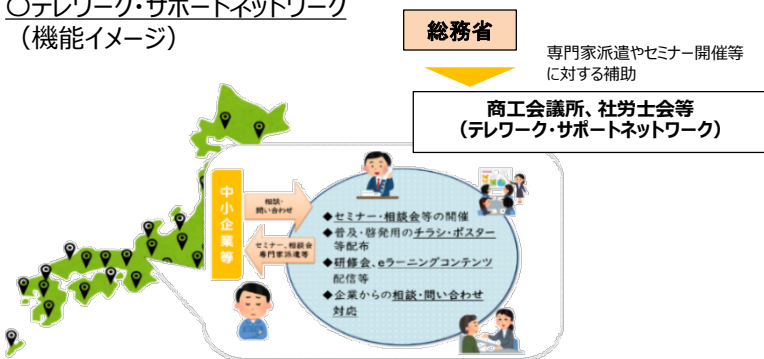 〇テレワーク・サポートネットワーク
（機能イメージ）
総務省
専門家派遣やセミナー開催等
に対する補助
商工会議所、社労士会等
（テレワーク・サポートネットワーク）
中小企業等
相談・
問い合わせ
セミナー、相談会
専門家派遣等
◆セミナー・相談会等の開催
◆普及・啓発用のチラシ・ポスター
等配布
◆研修会、eラーニングコンテンツ
配信等
◆企業からの相談・問い合わせ
対応